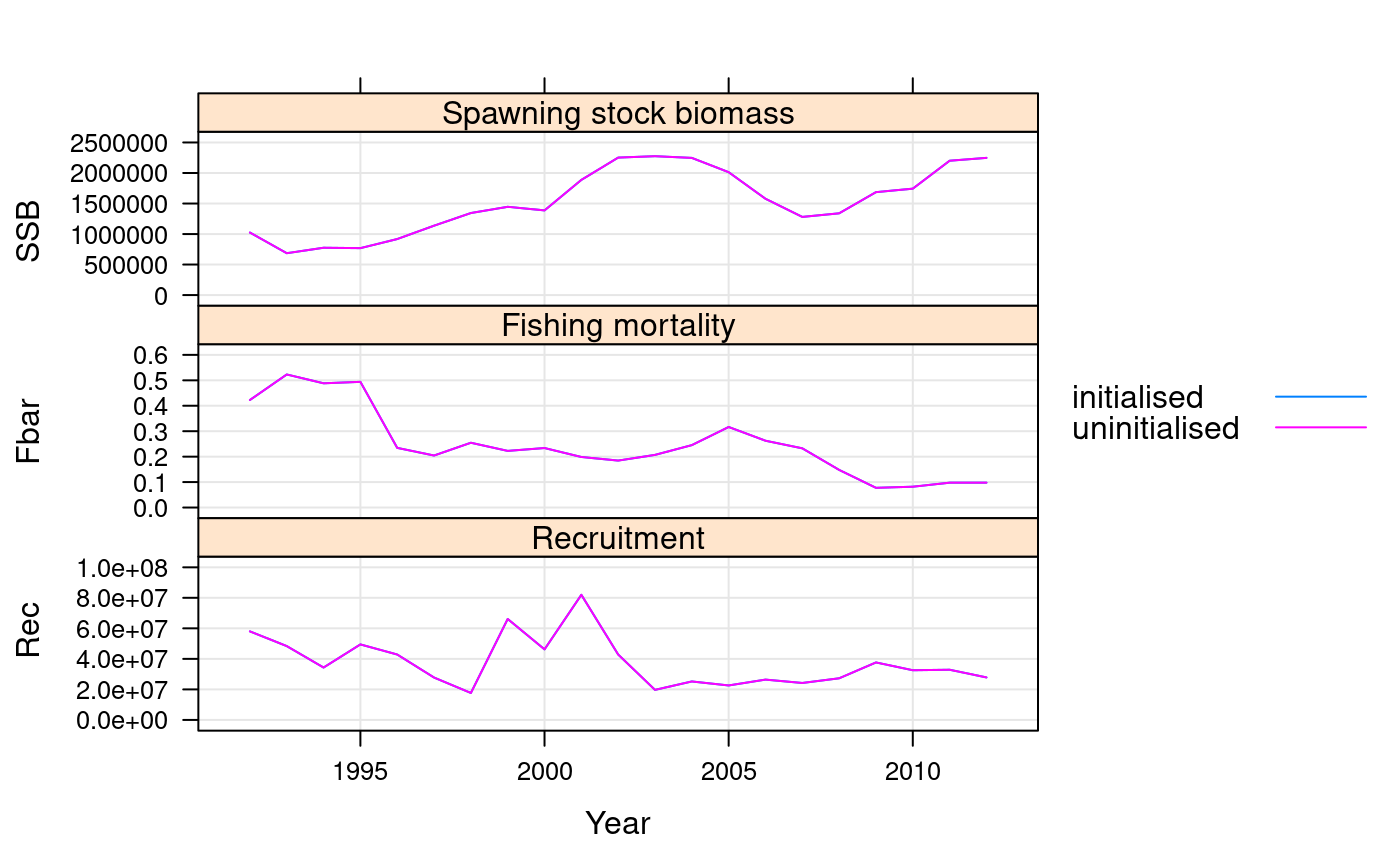 Spawning stock biomass
SSB
2500000
2000000
1500000
1000000
500000
0
Fishing mortality
Fbar
0.6
0.5
0.4
0.3
0.2
0.1
0.0
Recruitment
Rec
1.0e+08
8.0e+07
6.0e+07
4.0e+07
2.0e+07
0.0e+00
1995 2000 2005 2010
Year
initialised
uninitialised